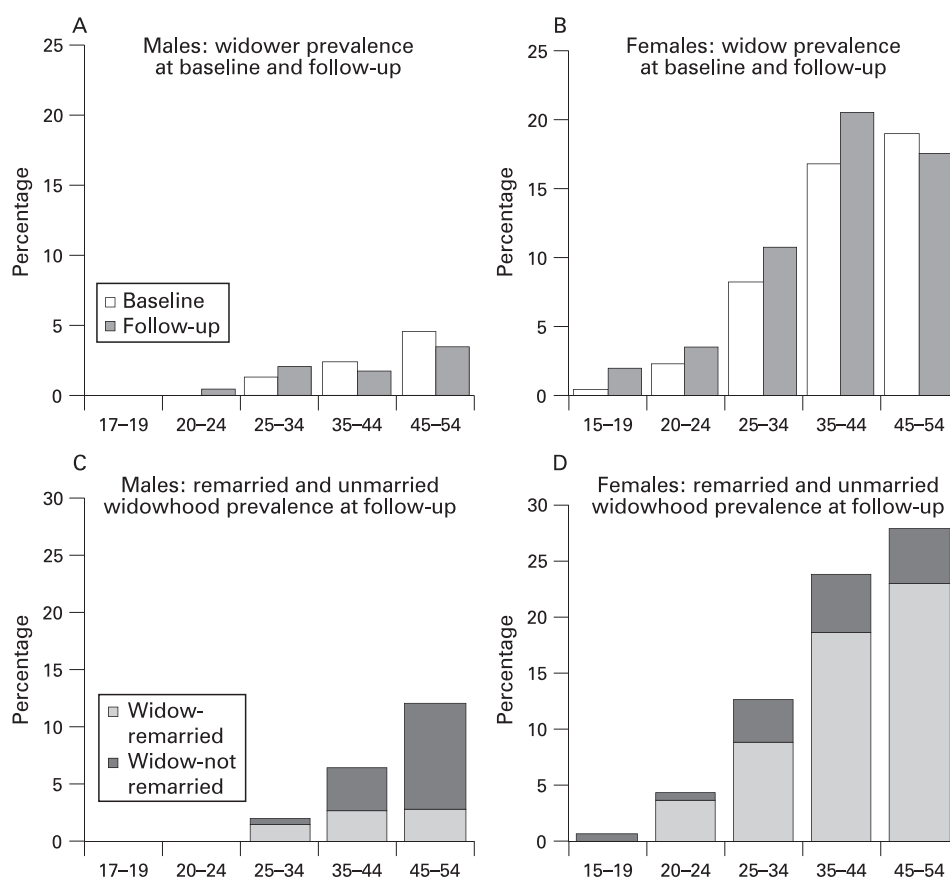 A
Males: widower prevalence
at baseline and follow-up
25
20
15
10
5
0
Percentage
Baseline
Follow-up
17–19 20–24 25–34 35–44 45–54
B
Females: widow prevalence
at baseline and follow-up
25
20
15
10
5
0
Percentage
15–19 20–24 25–34 35–44 45–54
C
Males: remarried and unmarried
widowhood prevalence at follow-up
30
25
20
15
10
5
0
Percentage
Widow-
remarried
Widow-not
remarried
17–19 20–24 25–34 35–44 45–54
D
Females: remarried and unmarried
widowhood prevalence at follow-up
30
25
20
15
10
5
0
Percentage
15–19 20–24 25–34 35–44 45–54